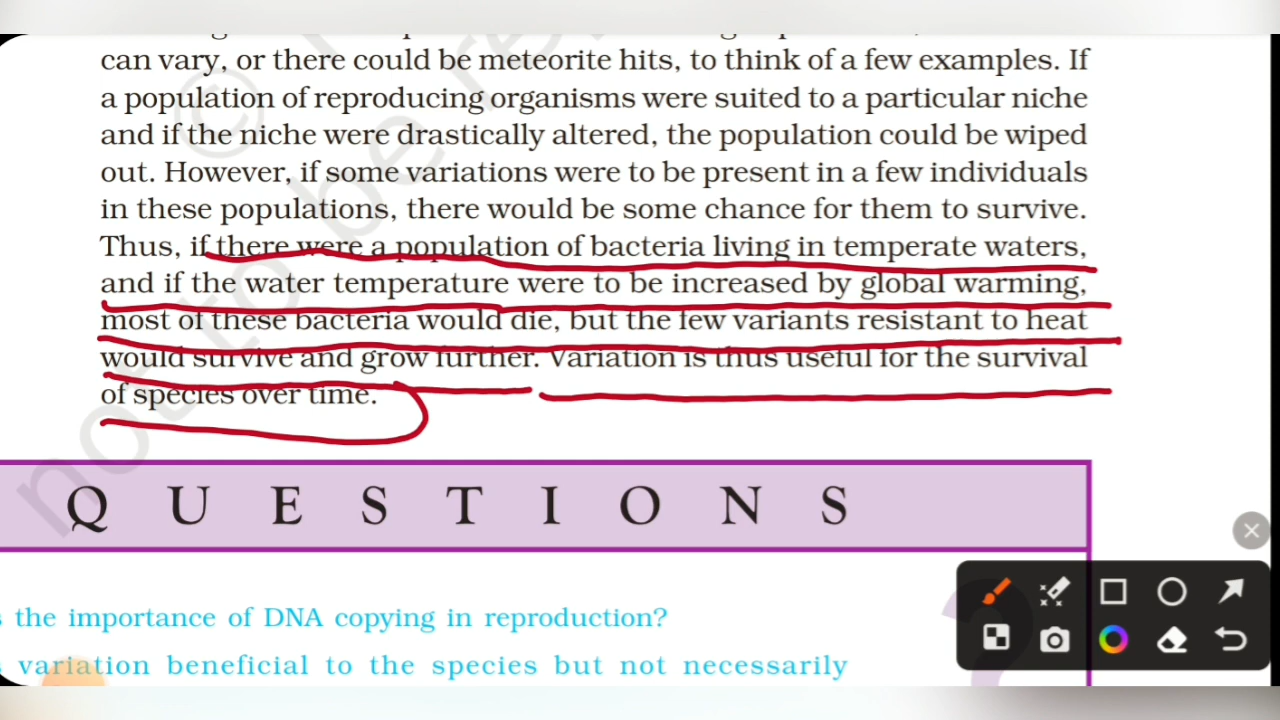 can vary, or there could be meteorite hits, to think of a few examples. If
a population of reproducing organisms were suited to a particular niche
and if the niche were drastically altered, the population could be wiped
out. However, if some variations were to be present in a few individuals
in these populations, there would be some chance for them to survive.
Thus, if there were a population of bacteria living in temperate waters,
and if the water temperature were to be increased by global warming,
most of these bacteria would die, but the few variants resistant to heat
would survive and grow further. Variation is thus useful for the survival
of species over time.
QUESTIONS
the importance of DNA copying in reproduction?
variation beneficial to the species but not necessarily
© 
not to be re